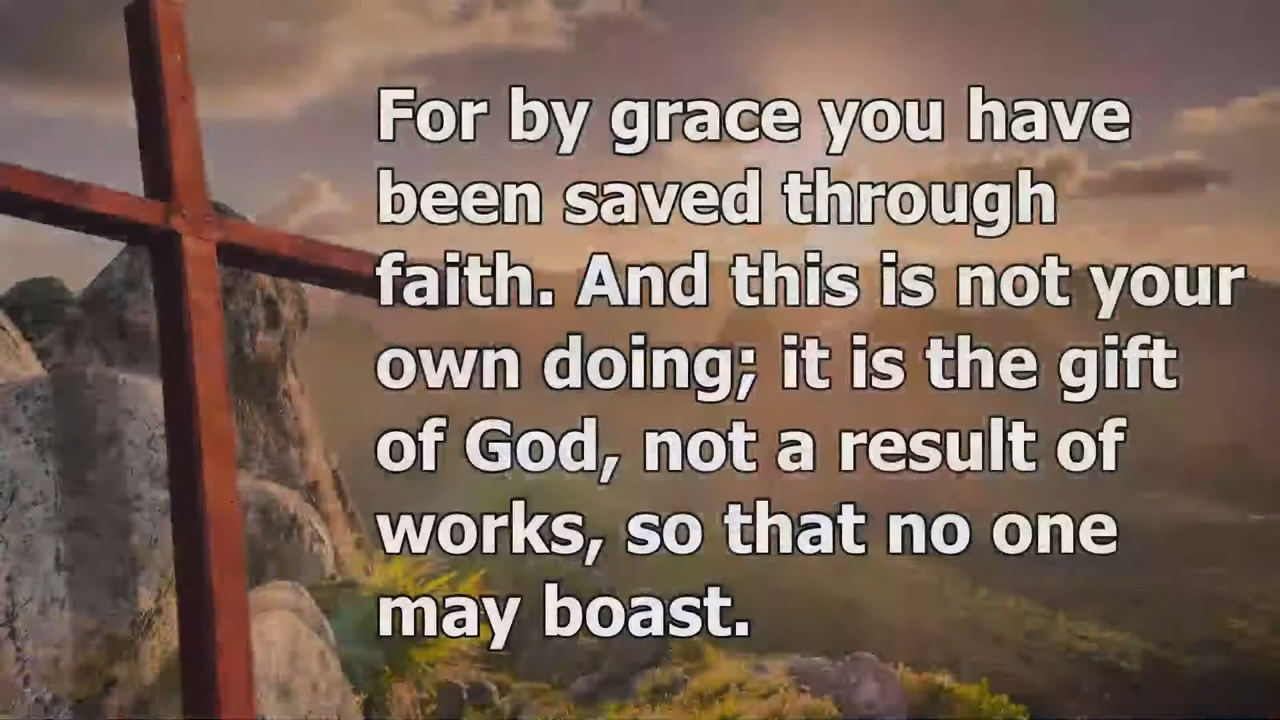 For by grace you have
been saved through
faith. And this is not your
own doing; it is the gift
of God, not a result of
works, so that no one
may boast.